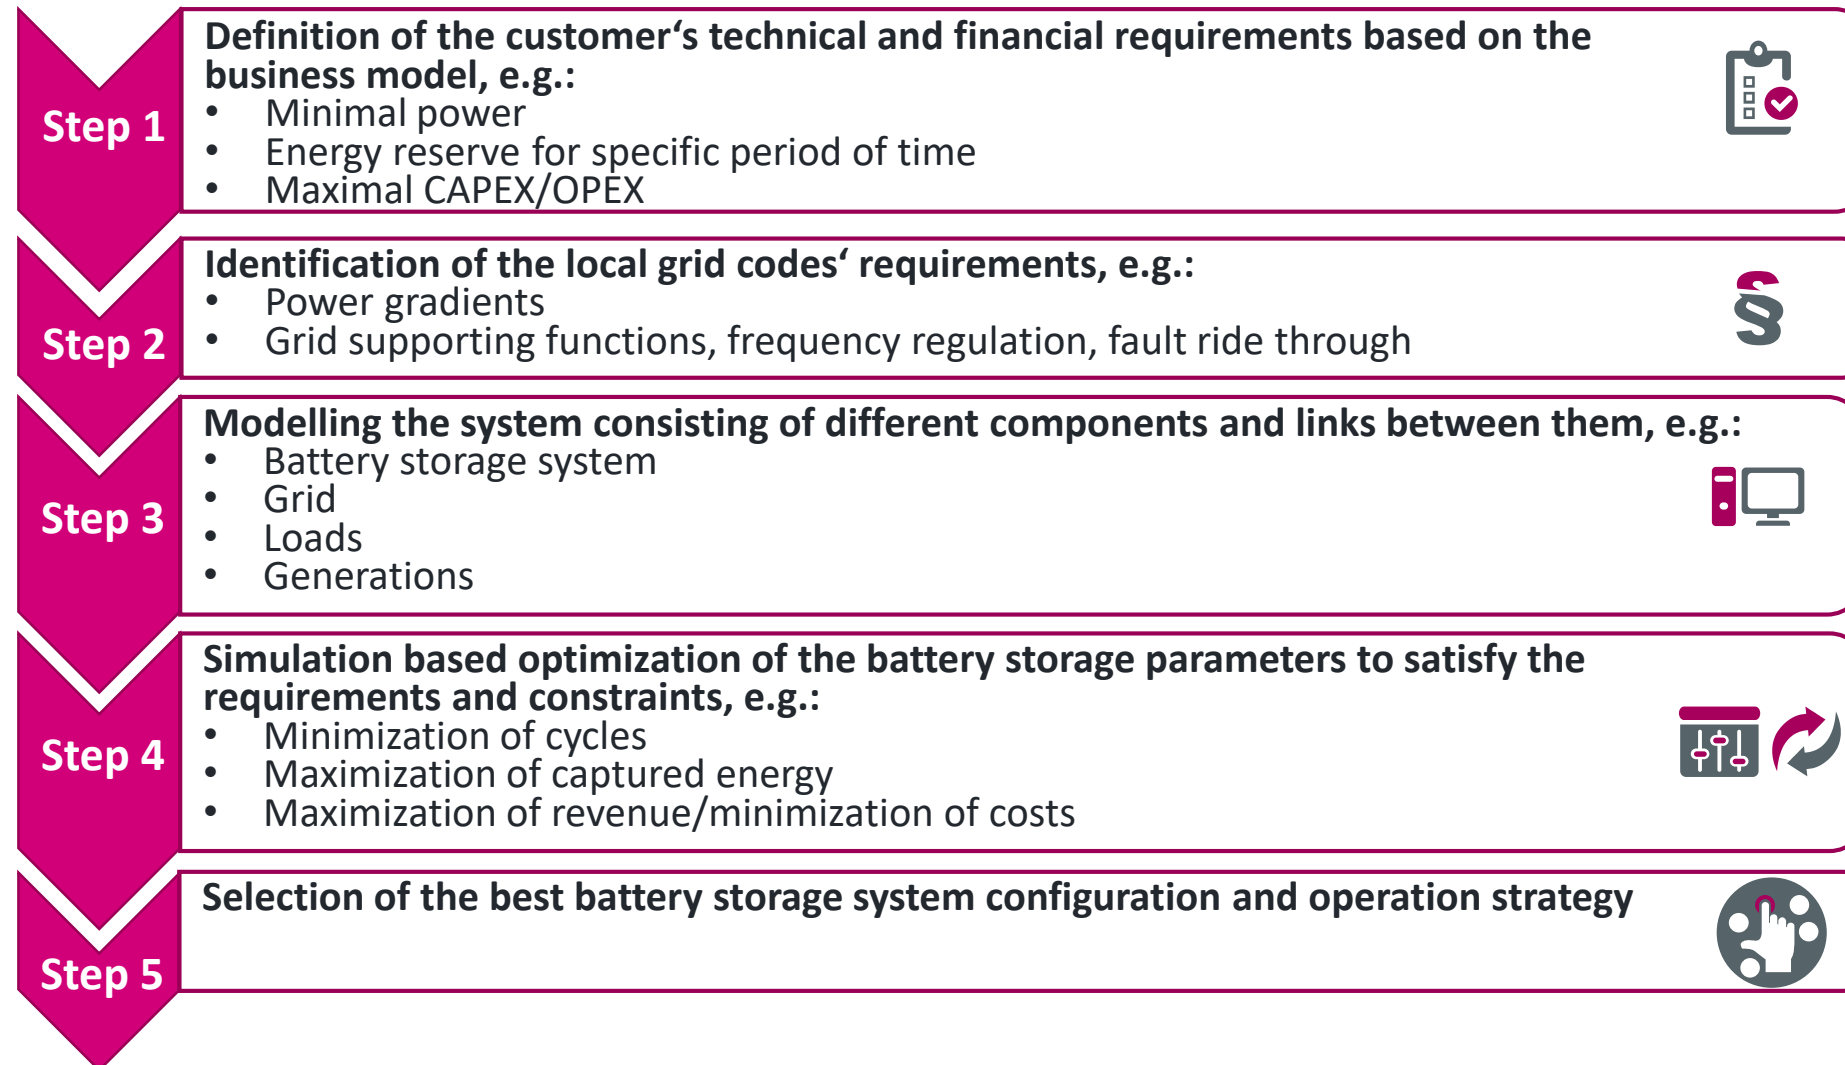 Step 1
Definition of the customer‘s technical and financial requirements based on the
business model, e.g.:
• Minimal power
• Energy reserve for specific period of time
• Maximal CAPEX/OPEX
Step 2
Identification of the local grid codes‘ requirements, e.g.:
• Power gradients
• Grid supporting functions, frequency regulation, fault ride through
§
Step 3
Modelling the system consisting of different components and links between them, e.g.:
• Battery storage system
• Grid
• Loads
• Generations
Step 4
Simulation based optimization of the battery storage parameters to satisfy the
requirements and constraints, e.g.:
• Minimization of cycles
• Maximization of captured energy
• Maximization of revenue/minimization of costs
Step 5
Selection of the best battery storage system configuration and operation strategy